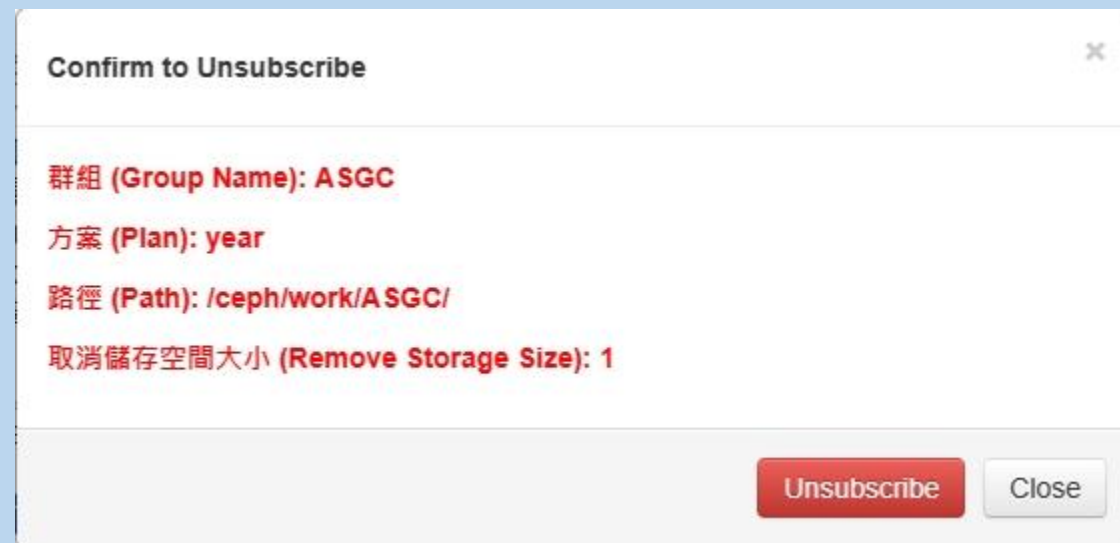 Confirm to Unsubscribe
×
群組 (Group Name): ASGC
方案 (Plan): year
路徑 (Path): /ceph/work/ASGC/
取消儲存空間大小 (Remove Storage Size): 1
Unsubscribe
Close